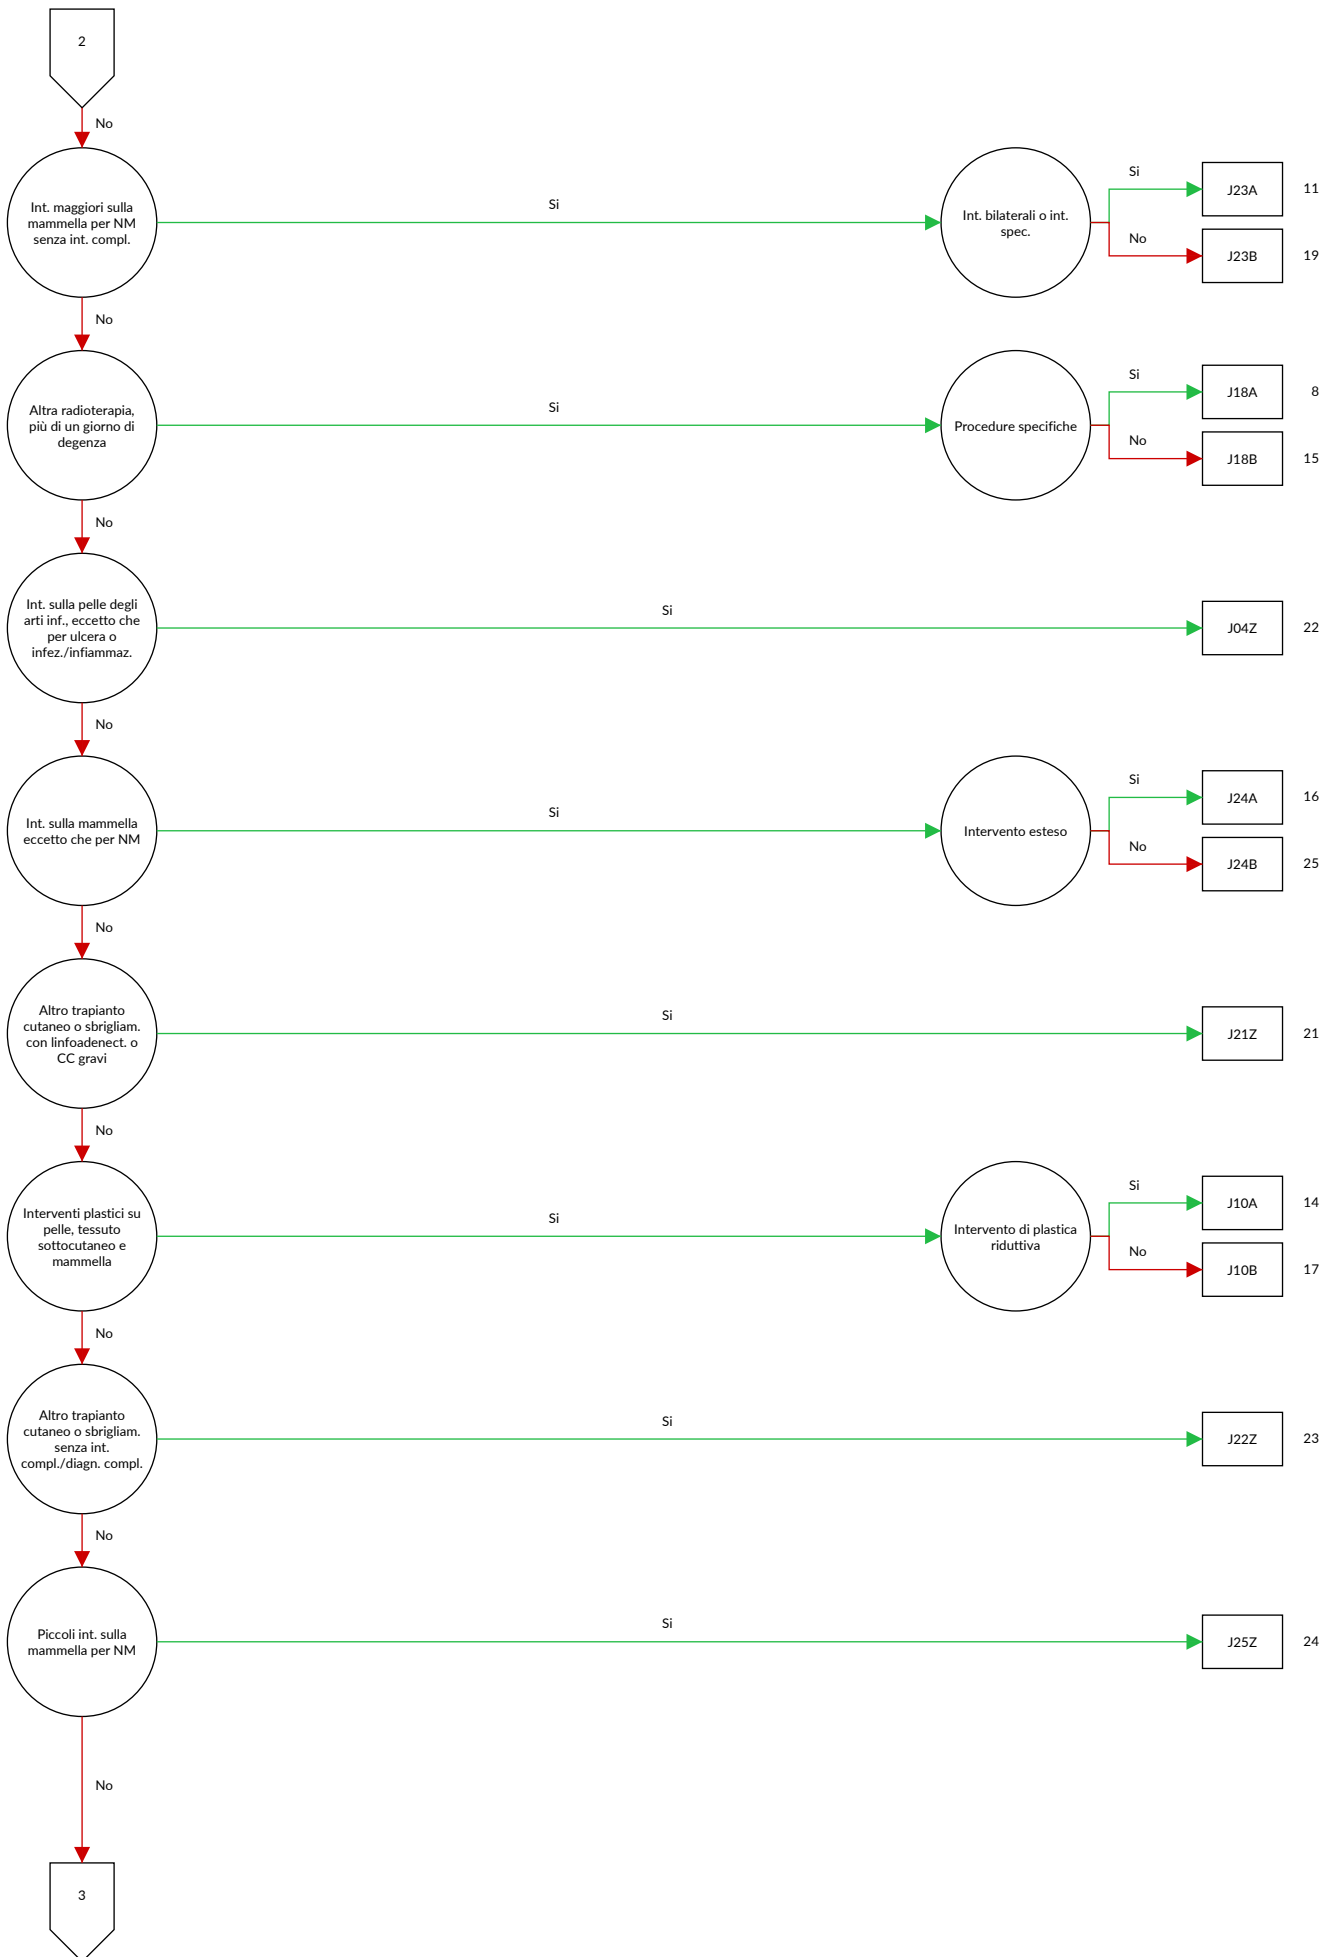 2
No
Int. maggiori sulla
mammella per NM
senza int. compl.
Si
Int. bilaterali o int.
spec.
Si
J23A
11
No
J23B
19
No
Altra radioterapia,
più di un giorno di
degenza
Si
Procedure specifiche
Si
J18A
8
No
J18B
15
No
Int. sulla pelle degli
arti inf., eccetto che
per ulcera o
infez./infiammaz.
Si
J04Z
22
No
Int. sulla mammella
eccetto che per NM
Si
Intervento esteso
Si
J24A
16
No
J24B
25
No
Altro trapianto
cutaneo o sbrigliam.
con linfoadenect. o
CC gravi
Si
J21Z
21
No
Interventi plastici su
pelle, tessuto
sottocutaneo e
mammella
Si
Intervento di plastica
riduttiva
Si
J10A
14
No
J10B
17
No
Altro trapianto
cutaneo o sbrigliam.
senza int.
compl./diagn. compl.
Si
J22Z
23
No
Piccoli int. sulla
mammella per NM
Si
J25Z
24
No
3